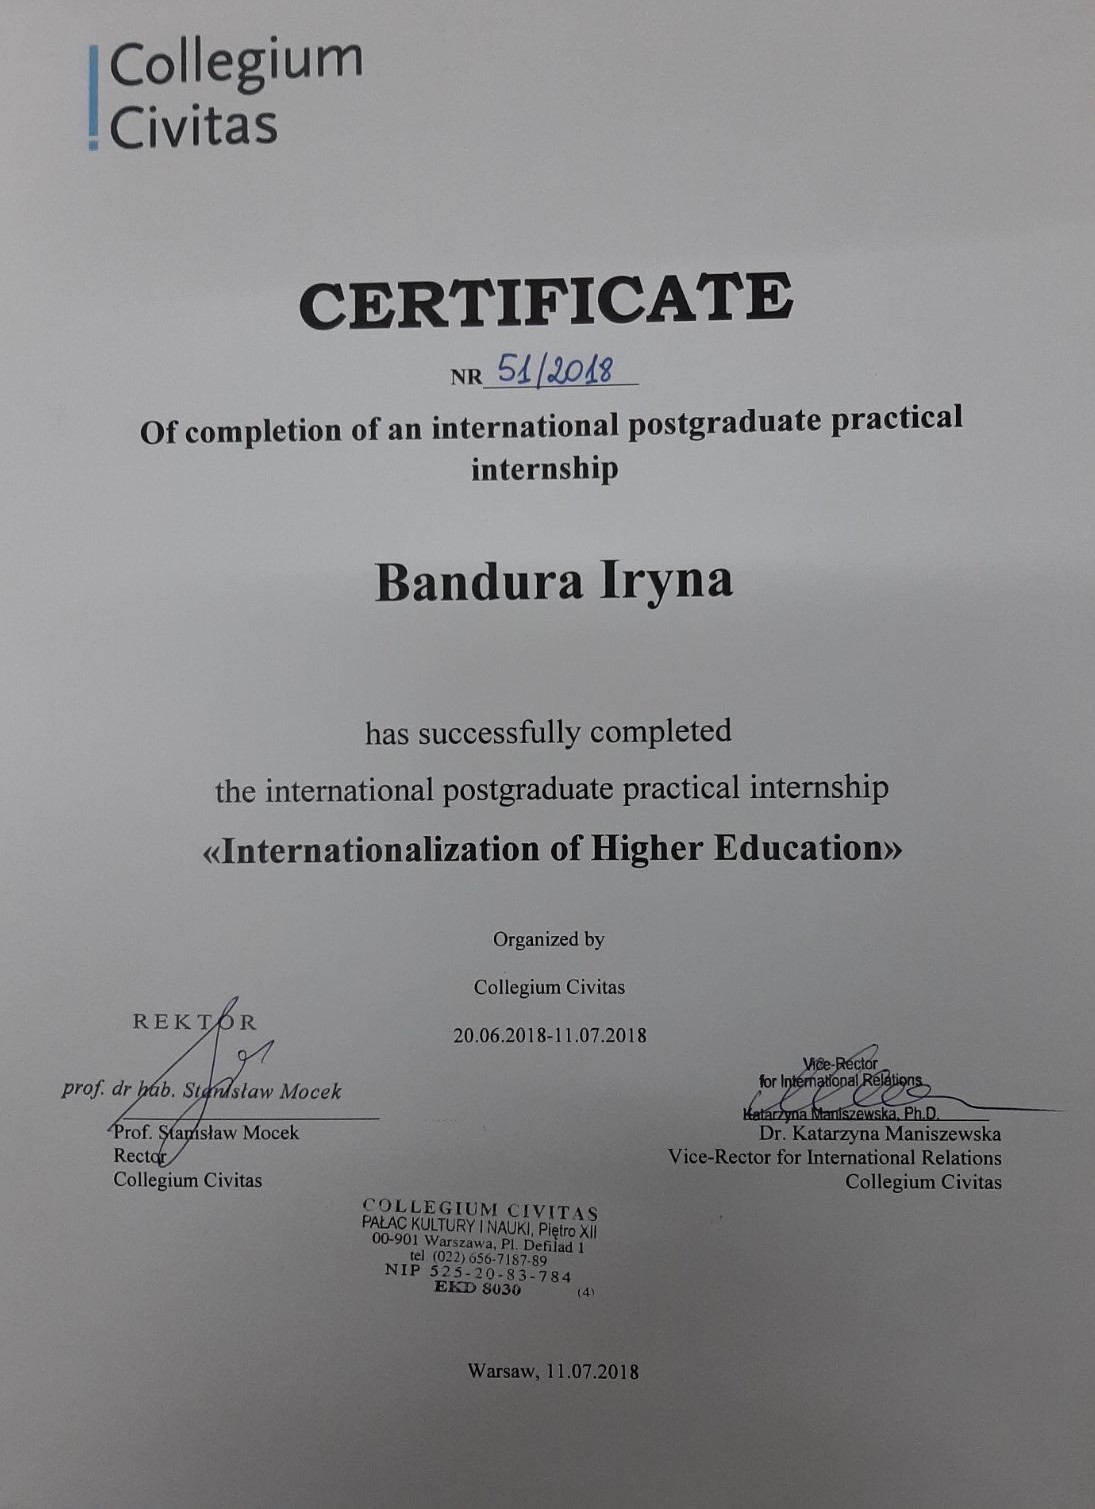 Collegium
Civitas
CERTIFICATE
NR 51/2018
Of completion of an international postgraduate practical
internship
Bandura Iryna
has successfully completed
the international postgraduate practical internship
«Internationalization of Higher Education»
Organized by
Collegium Civitas
20.06.2018-11.07.2018
REKTOR
prof. dr hab. Stanisław Mocek
Prof. Stanisław Mocek
Rector
Collegium Civitas
Vice-Rector
for International Relations
Katarzyna Maniszewska, Ph.D.
Dr. Katarzyna Maniszewska
Vice-Rector for International Relations
Collegium Civitas
COLLEGIUM CIVITAS
PAŁAC KULTURY I NAUKI, Piętro XII
00-901 Warszawa, Pl. Defilad 1
tel. (022) 656-7187-89
NIP 525-20-83-784
EKD 8030 (4)
Warsaw, 11.07.2018